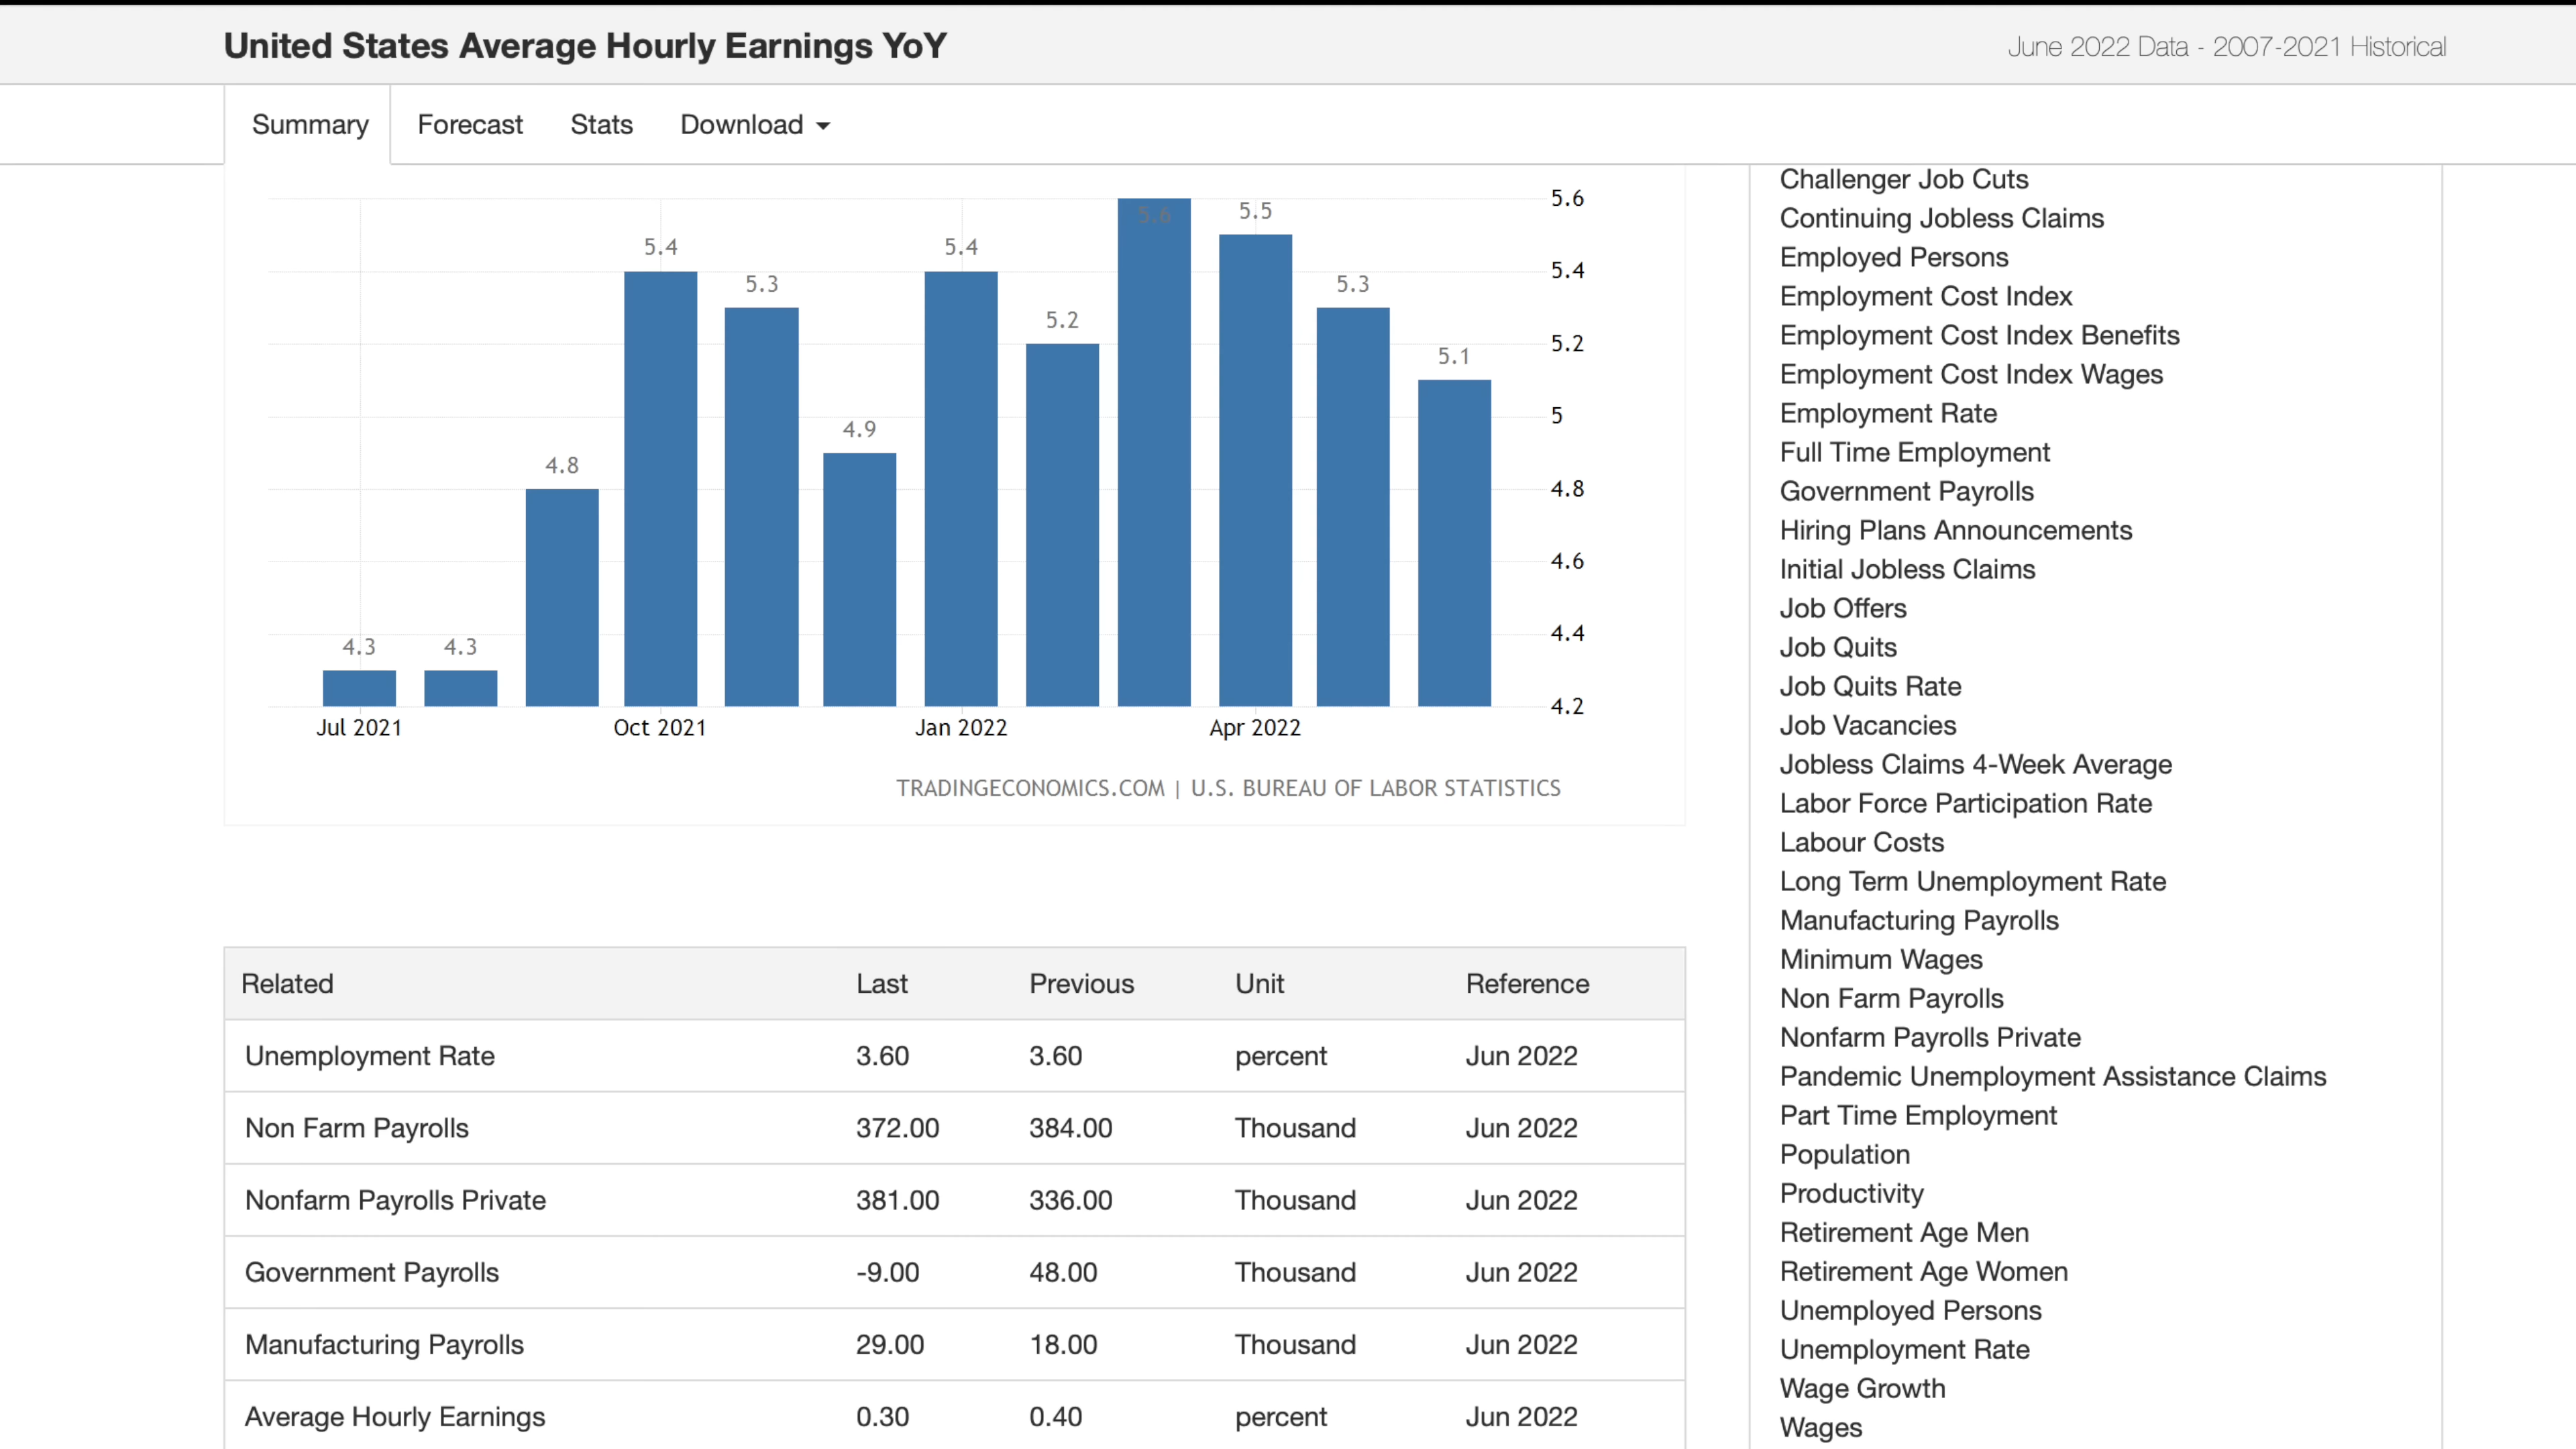 United States Average Hourly Earnings YoY
June 2022 Data - 2007-2021 Historical
Summary Forecast Stats Download
5.6
5.4
5.2
5
4.8
4.6
4.4
4.2
4.3 4.3 4.8 5.4 5.3 4.9 5.4 5.2 5.6 5.5 5.3 5.1
Jul 2021 Oct 2021 Jan 2022 Apr 2022
TRADINGECONOMICS.COM | U.S. BUREAU OF LABOR STATISTICS
Related Last Previous Unit Reference
Unemployment Rate 3.60 3.60 percent Jun 2022
Non Farm Payrolls 372.00 384.00 Thousand Jun 2022
Nonfarm Payrolls Private 381.00 336.00 Thousand Jun 2022
Government Payrolls -9.00 48.00 Thousand Jun 2022
Manufacturing Payrolls 29.00 18.00 Thousand Jun 2022
Average Hourly Earnings 0.30 0.40 percent Jun 2022
Challenger Job Cuts
Continuing Jobless Claims
Employed Persons
Employment Cost Index
Employment Cost Index Benefits
Employment Cost Index Wages
Employment Rate
Full Time Employment
Government Payrolls
Hiring Plans Announcements
Initial Jobless Claims
Job Offers
Job Quits
Job Quits Rate
Job Vacancies
Jobless Claims 4-Week Average
Labor Force Participation Rate
Labour Costs
Long Term Unemployment Rate
Manufacturing Payrolls
Minimum Wages
Non Farm Payrolls
Nonfarm Payrolls Private
Pandemic Unemployment Assistance Claims
Part Time Employment
Population
Productivity
Retirement Age Men
Retirement Age Women
Unemployed Persons
Unemployment Rate
Wage Growth
Wages